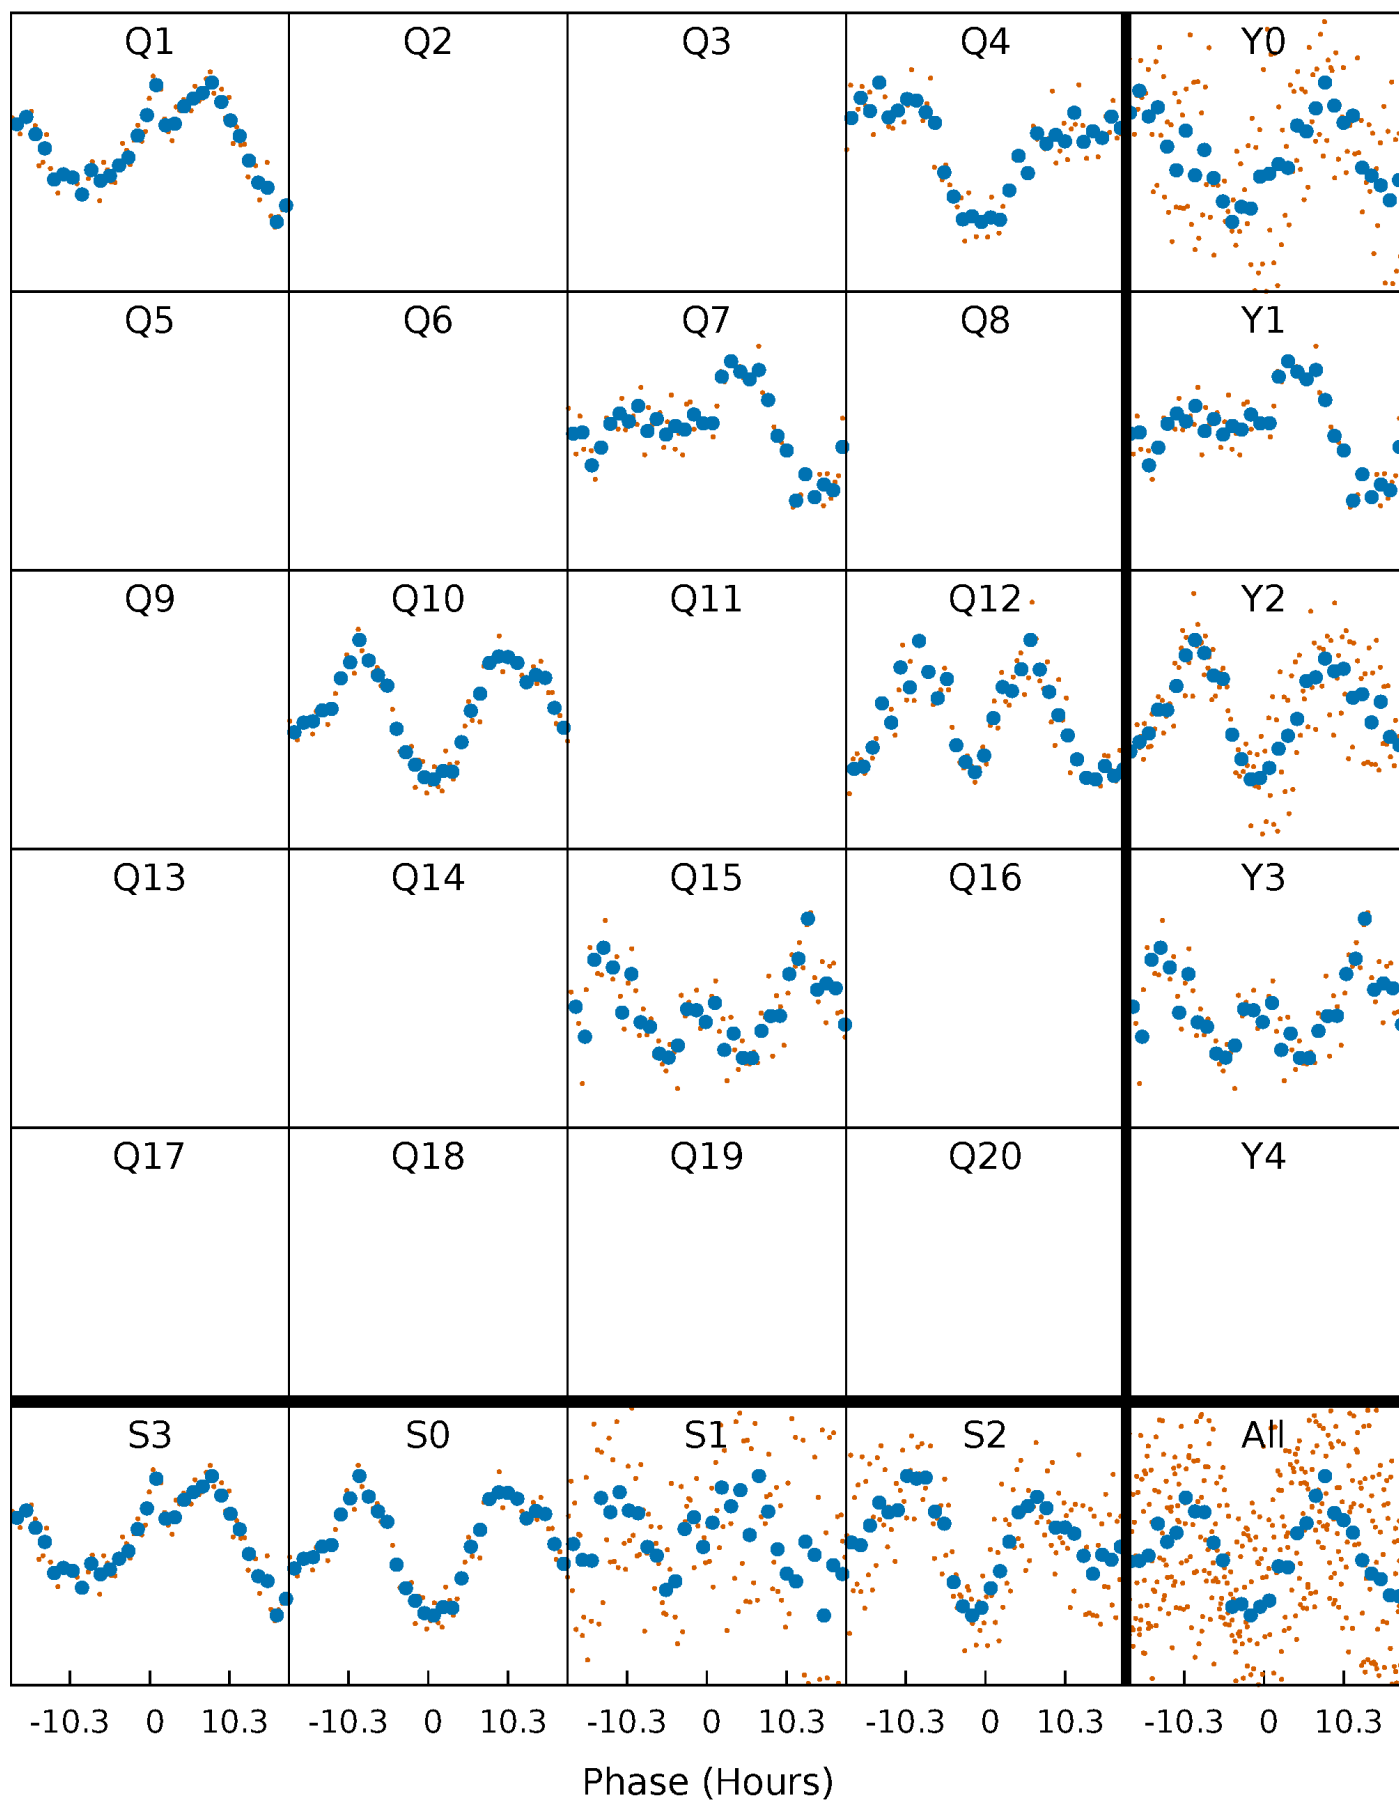 Q1 Q2 Q3 Q4 Y0
Q5 Q6 Q7 Q8 Y1
Q9 Q10 Q11 Q12 Y2
Q13 Q14 Q15 Q16 Y3
Q17 Q18 Q19 Q20 Y4
S3 S0 S1 S2 All
-10.3 0 10.3 -10.3 0 10.3 -10.3 0 10.3 -10.3 0 10.3 -10.3 0 10.3
Phase (Hours)